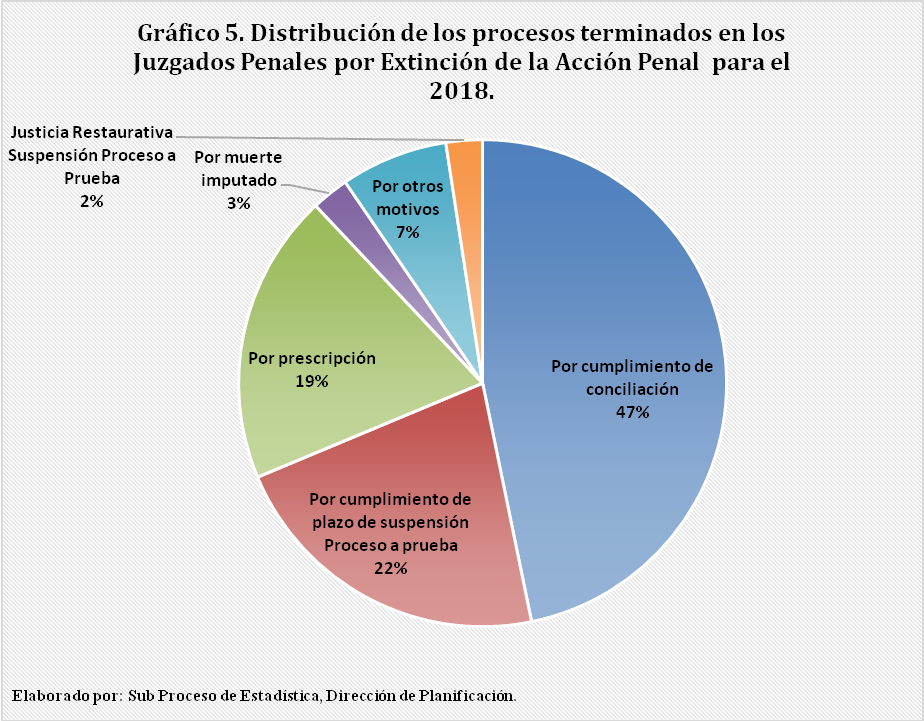 Gráfico 5. Distribución de los procesos terminados en los
Juzgados Penales por Extinción de la Acción Penal para el
2018.
Justicia Restaurativa
Suspensión Proceso a
Prueba
2%
Por muerte
imputado
3%
Por otros
motivos
7%
Por prescripción
19%
Por cumplimiento de
conciliación
47%
Por cumplimiento de
plazo de suspensión
Proceso a prueba
22%
Elaborado por: Sub Proceso de Estadística, Dirección de Planificación.